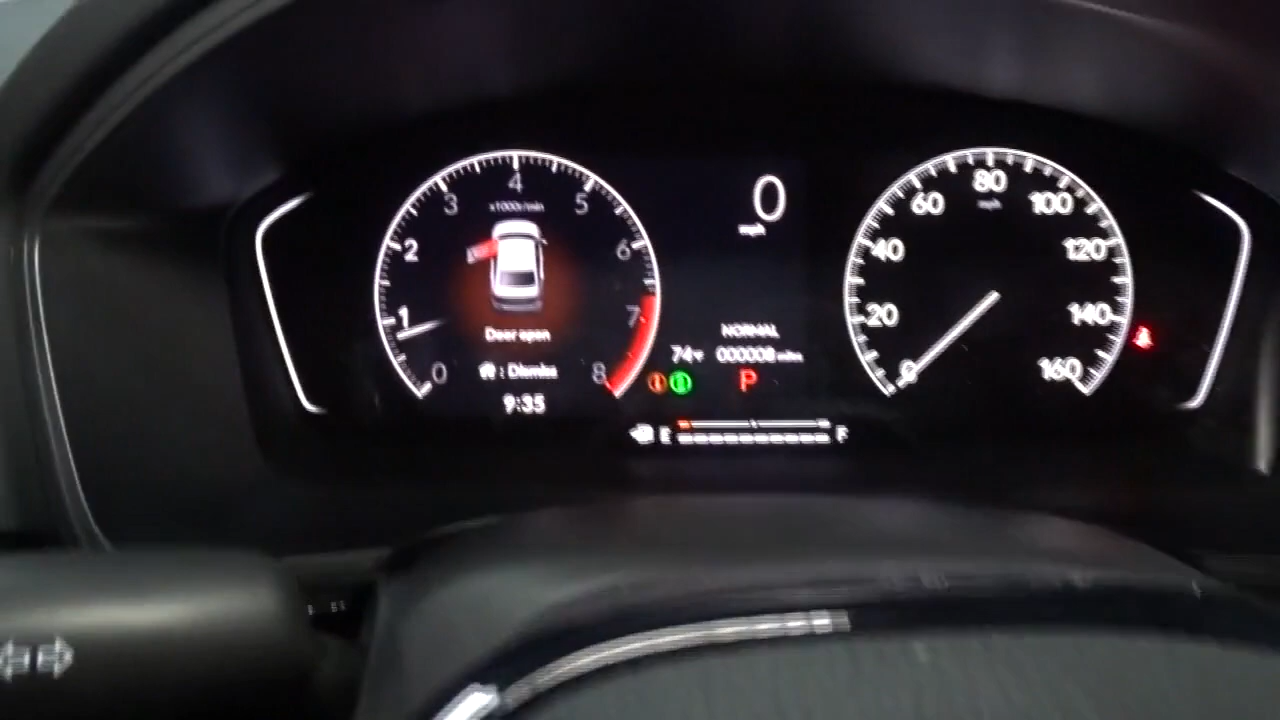 0 1 2 3 4 5 6 7 8
x1000r/min
Door open
: Dismiss
9:35
0
mph
NORMAL
74°F 000008 miles
P
E F
0 20 40 60 80 100 120 140 160
mph